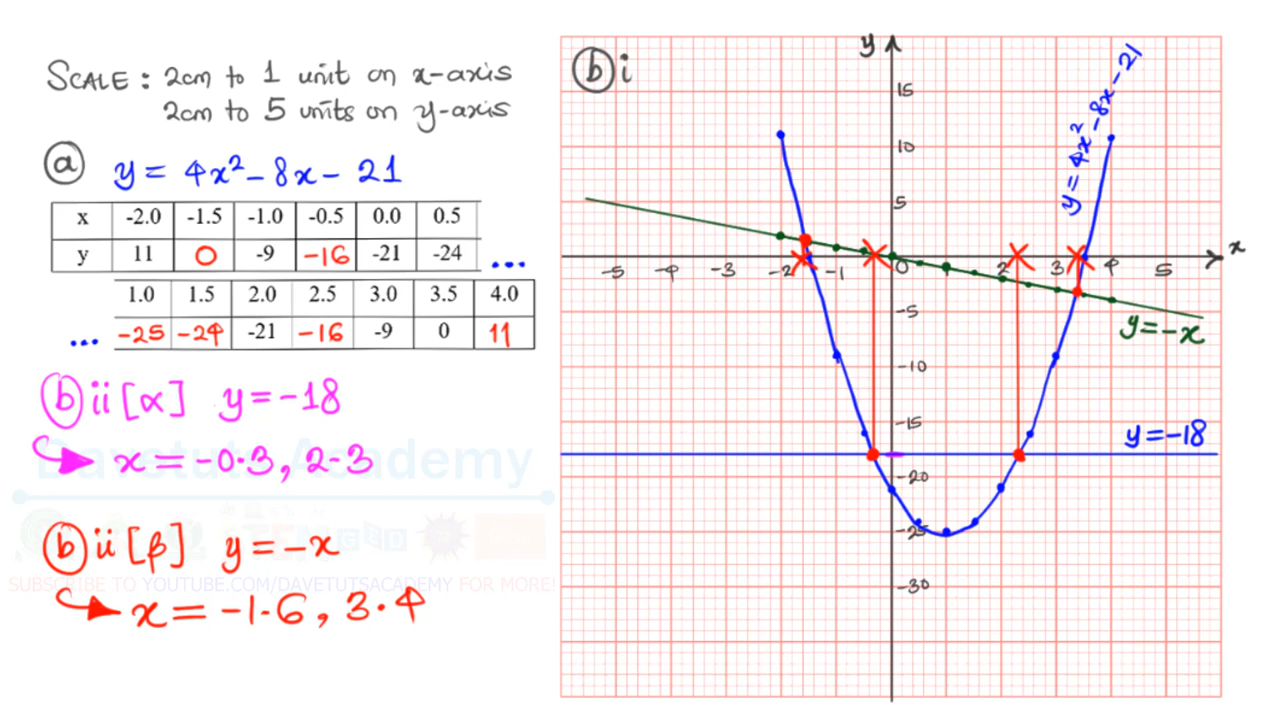 SCALE : 2cm to 1 unit on x-axis
2cm to 5 units on y-axis
(a) y = 4x² - 8x - 21
x -2.0 -1.5 -1.0 -0.5 0.0 0.5
y 11 0 -9 -16 -21 -24 ...
1.0 1.5 2.0 2.5 3.0 3.5 4.0
... -25 -24 -21 -16 -9 0 11
(b) ii [α] y = -18
Davetuts Academy
x = -0.3, 2.3
(b) ii [β] y = -x
SUBSCRIBE TO YOUTUBE.COM/DAVETUTSACADEMY FOR MORE!
x = -1.6, 3.4
(b) i
y
y = 4x² - 8x - 21
15
10
5
x
-5 -4 -3 -2 -1 0 2 3 4 5
-5
y = -x
-10
-15
y = -18
-20
-25
-30